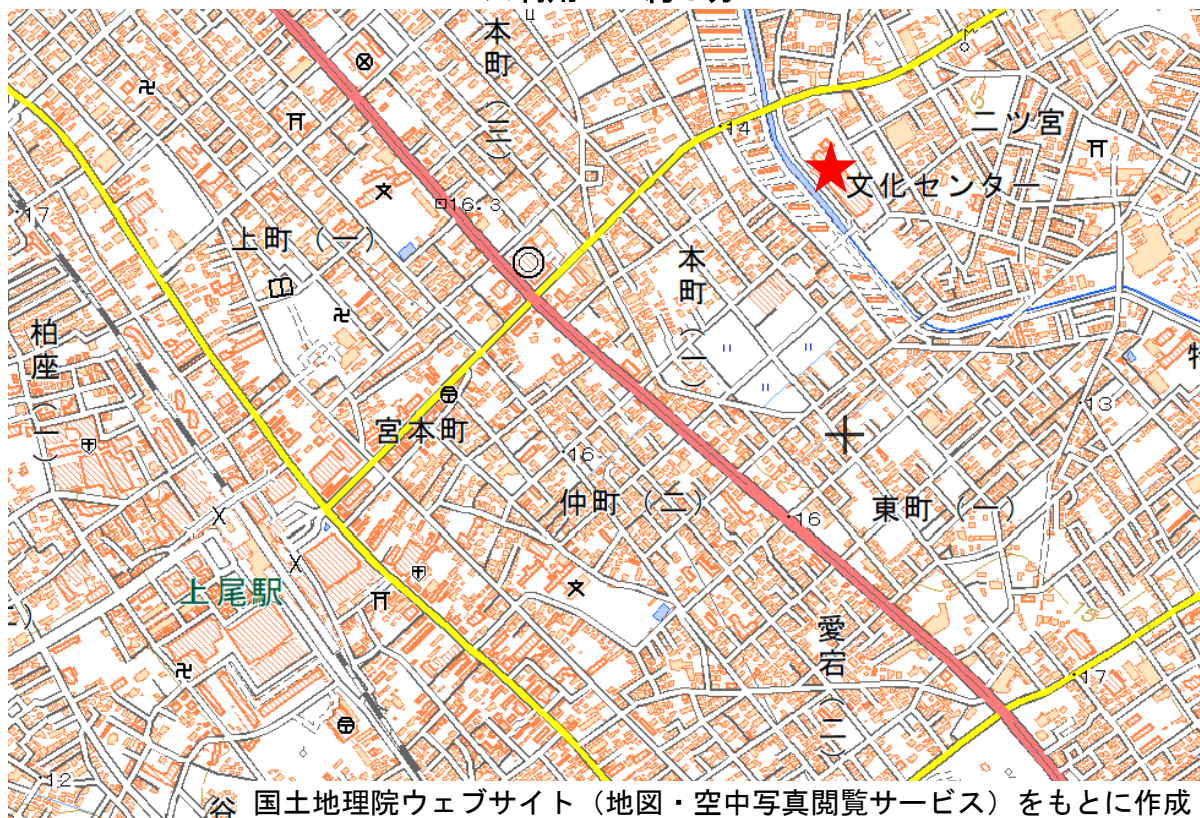 本町(三)
二ツ宮
14
文化センター
17
16.3
上町(一)
本町(一)
柏座(一)
宮本町
13
16
仲町(二)
16
東町(一)
上尾駅
愛宕(二)
15
17
12
谷
国土地理院ウェブサイト(地図・空中写真閲覧サービス)をもとに作成